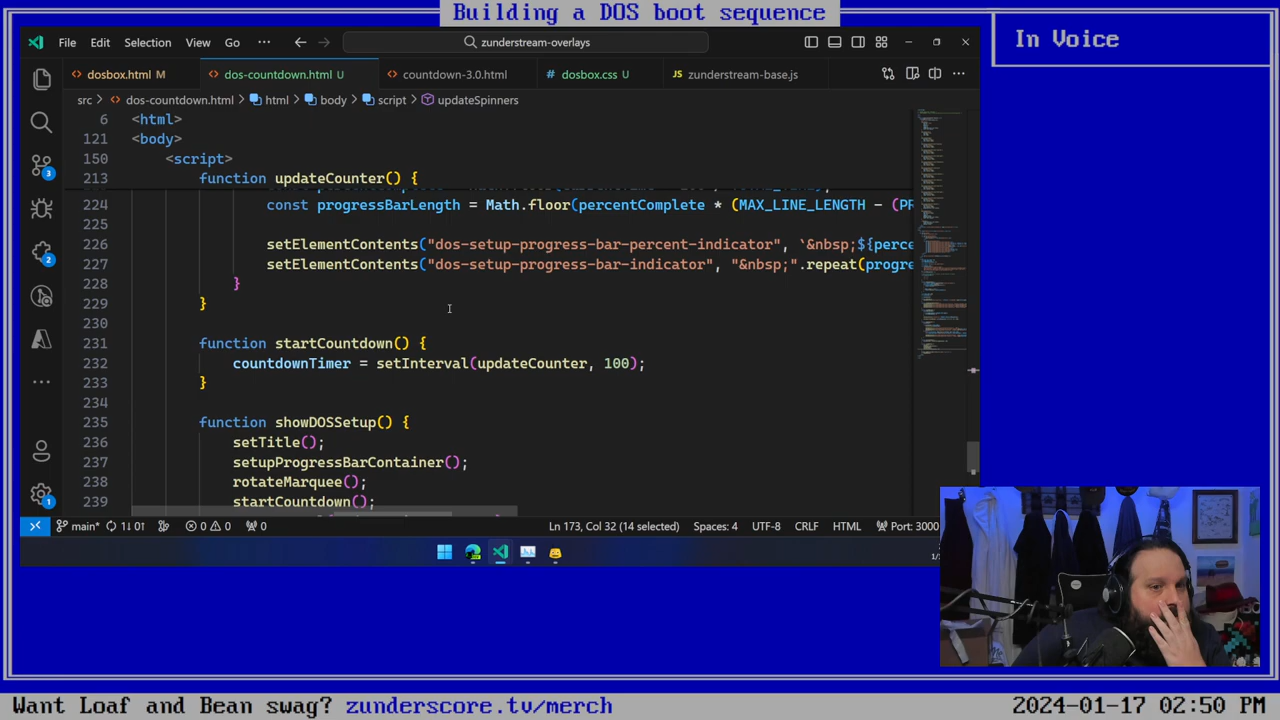 Building a DOS boot sequence
In Voice
File Edit Selection View Go ··· zunderstream-overlays
dosbox.html M dos-countdown.html U countdown-3.0.html dosbox.css U zunderstream-base.js
src > dos-countdown.html > html > body > script > updateSpinners
6 <html>
121 <body>
150 <script>
213 function updateCounter() {
224 const progressBarLength = Math.floor(percentComplete * (MAX_LINE_LENGTH - (PR
226 setElementContents("dos-setup-progress-bar-percent-indicator", `&nbsp;${perce
227 setElementContents("dos-setup-progress-bar-indicator", "&nbsp;".repeat(progre
228 }
229 }
230
231 function startCountdown() {
232 countdownTimer = setInterval(updateCounter, 100);
233 }
234
235 function showDOSSetup() {
236 setTitle();
237 setupProgressBarContainer();
238 rotateMarquee();
239 startCountdown();
3
2
1
main* 1↓ 0↑ 0 0 0 Ln 173, Col 32 (14 selected) Spaces: 4 UTF-8 CRLF HTML Port: 3000
Want Loaf and Bean swag? zunderscore.tv/merch 2024-01-17 02:50 PM